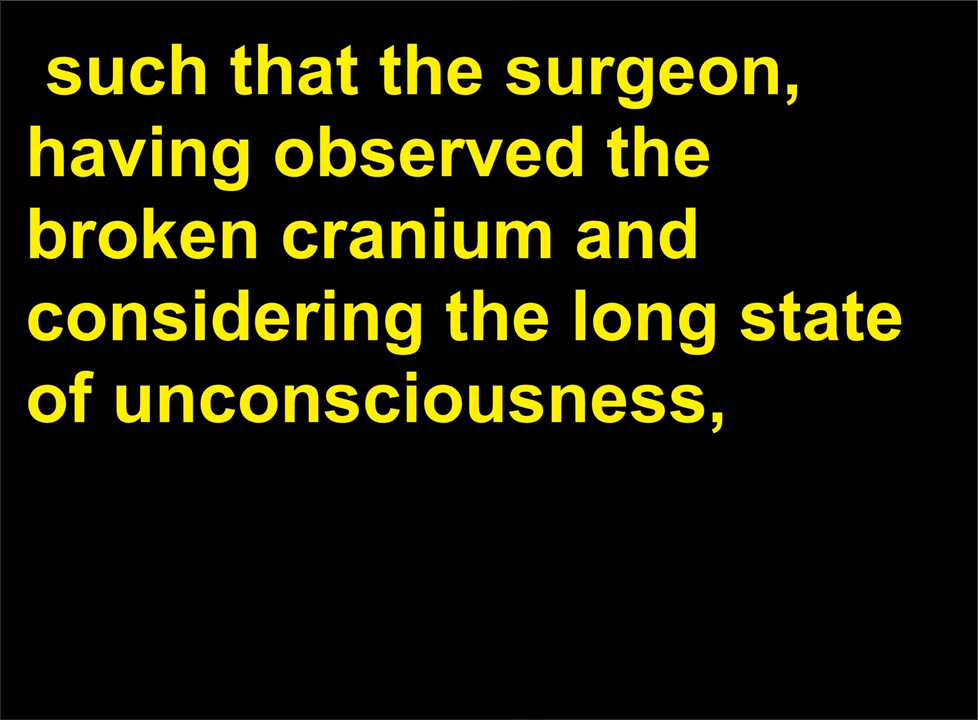 such that the surgeon,
having observed the
broken cranium and
considering the long state
of unconsciousness,